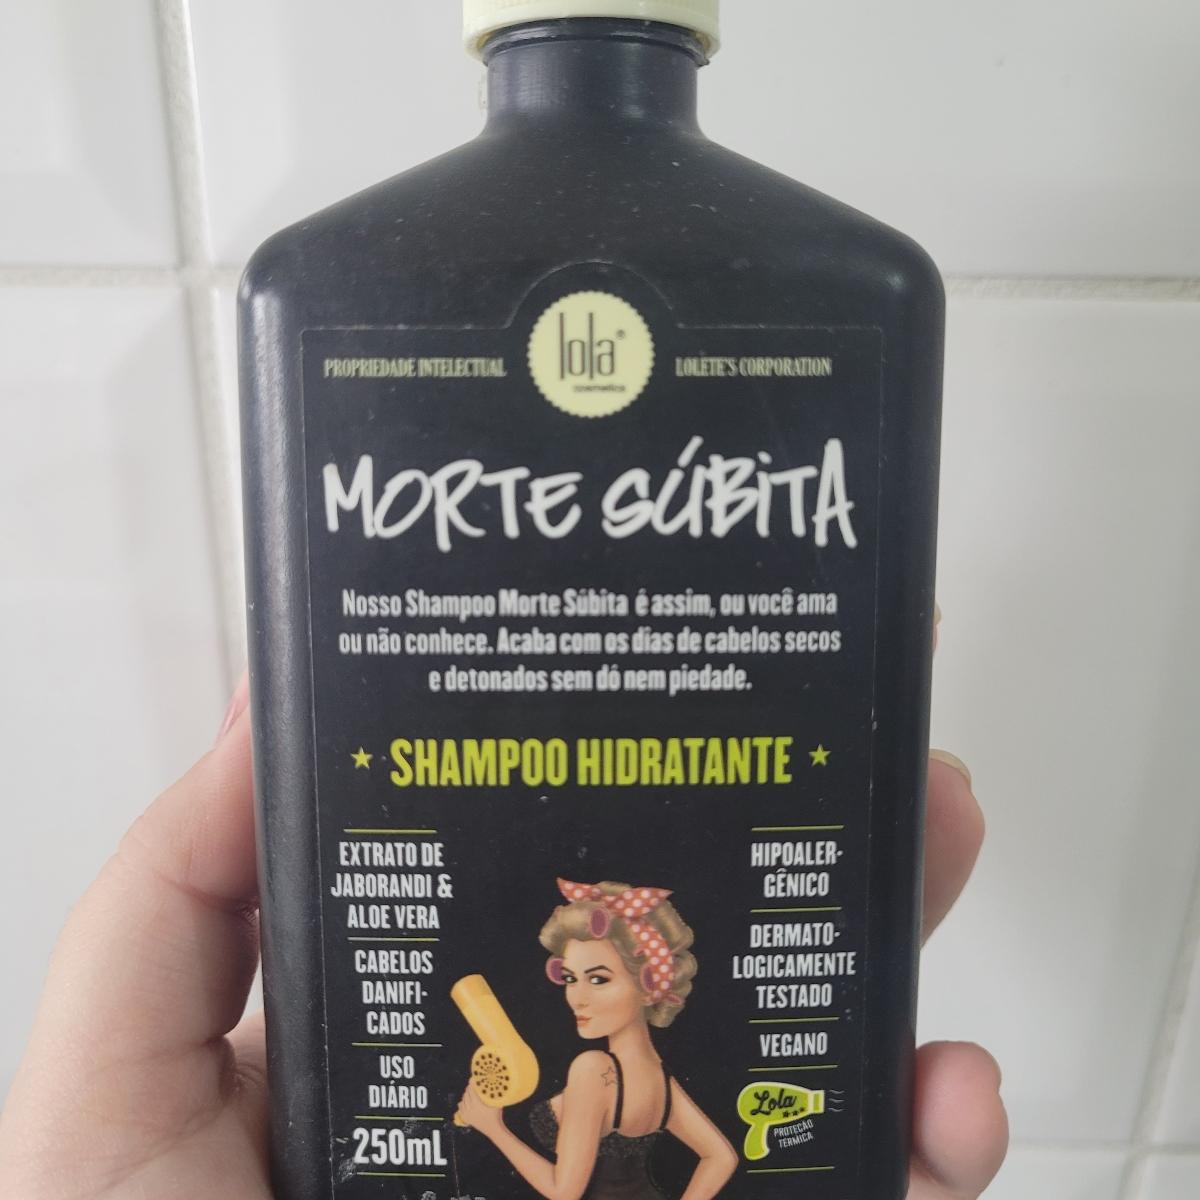 lola®
cosmetics
PROPRIEDADE INTELECTUAL
LOLETE'S CORPORATION
MORTE SÚBITA
Nosso Shampoo Morte Súbita é assim, ou você ama
ou não conhece. Acaba com os dias de cabelos secos
e detonados sem dó nem piedade.
SHAMPOO HIDRATANTE
EXTRATO DE
JABORANDI &
ALOE VERA
CABELOS
DANIFI-
CADOS
USO
DIÁRIO
250mL
HIPOALER-
GÊNICO
DERMATO-
LOGICAMENTE
TESTADO
VEGANO
Lola
PROTEÇÃO
TÉRMICA